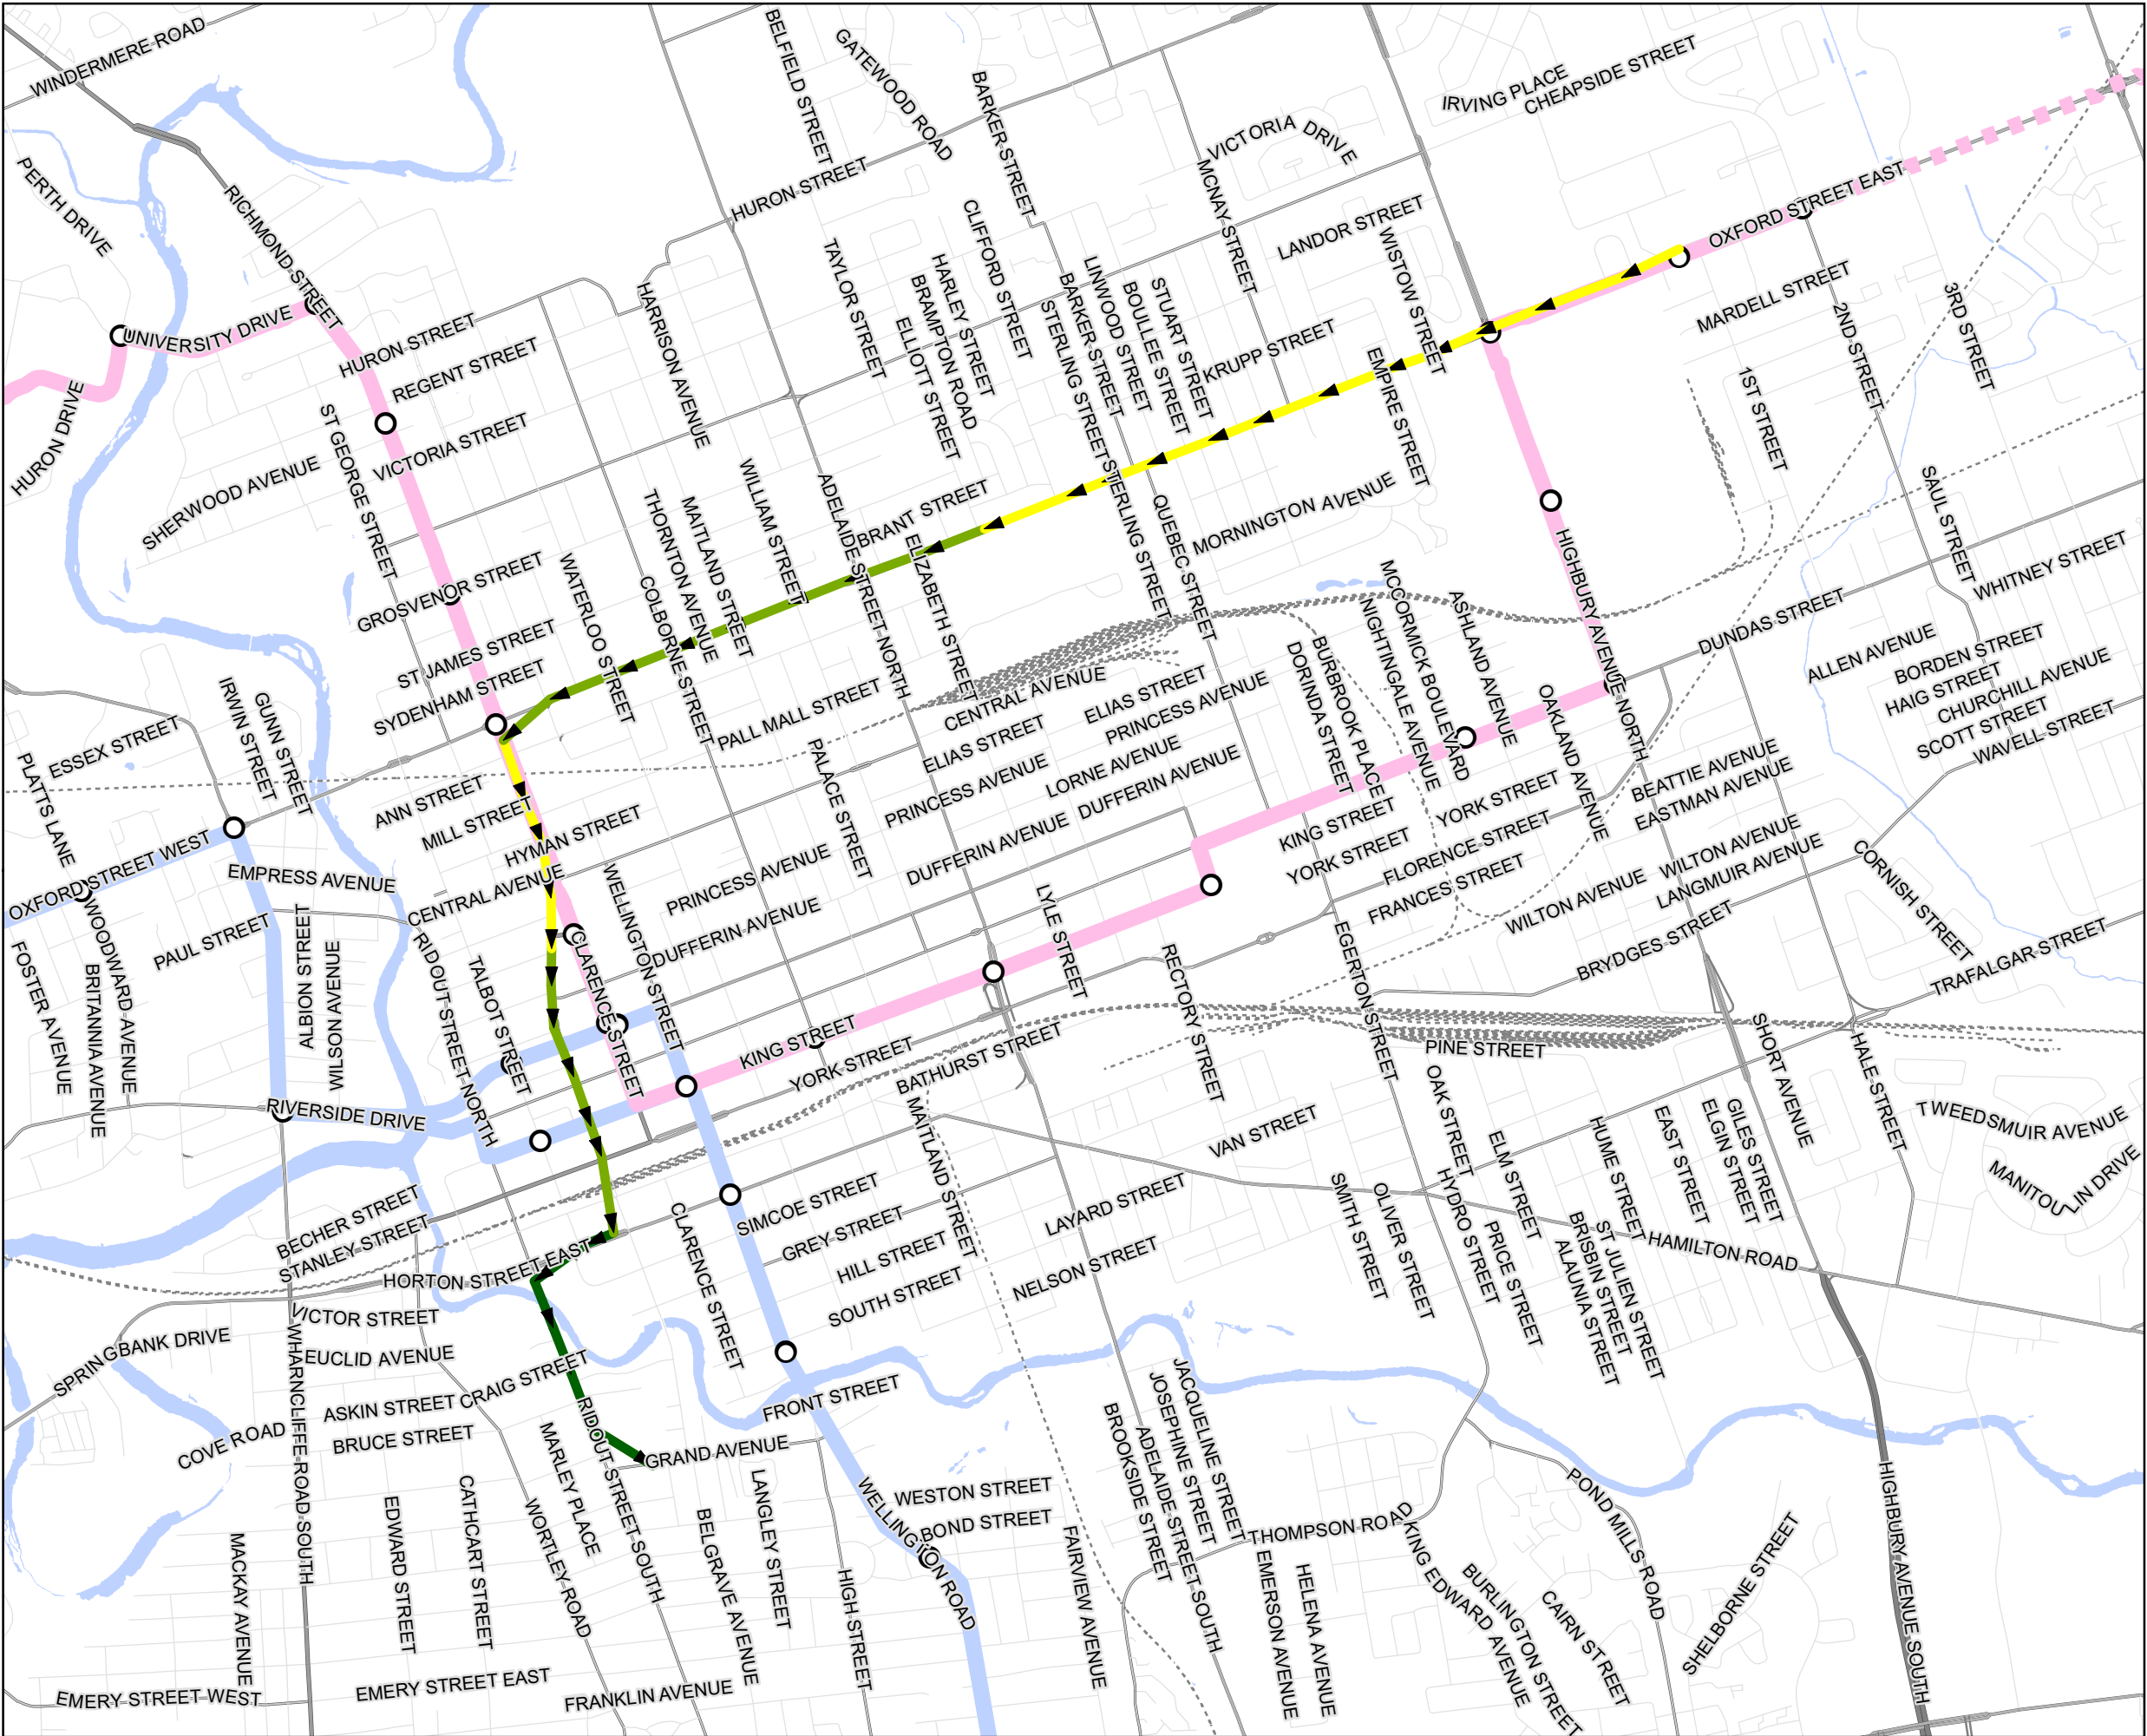 WINDERMERE ROAD
BELFIELD STREET
GATEWOOD ROAD
BARKER STREET
IRVING PLACE
CHEAPSIDE STREET
VICTORIA DRIVE
PERTH DRIVE
RICHMOND STREET
HURON STREET
MCNAY STREET
LANDOR STREET
WISTOW STREET
OXFORD STREET EAST
CLIFFORD STREET
TAYLOR STREET
HARLEY STREET
BRAMPTON ROAD
ELLIOTT STREET
LINWOOD STREET
BARKER STREET
STERLING STREET
BOULLEE STREET
STUART STREET
KRUPP STREET
MARDELL STREET
2ND STREET
3RD STREET
UNIVERSITY DRIVE
HARRISON AVENUE
HURON STREET
REGENT STREET
EMPIRE STREET
1ST STREET
HURON DRIVE
ST GEORGE STREET
VICTORIA STREET
SHERWOOD AVENUE
WILLIAM STREET
ADELAIDE STREET NORTH
BRANT STREET
STERLING STREET
QUEBEC STREET
MORNINGTON AVENUE
SAUL STREET
THORNTON AVENUE
MAITLAND STREET
WATERLOO STREET
COLBORNE STREET
ELIZABETH STREET
HIGHBURY AVENUE NORTH
WHITNEY STREET
GROSVENOR STREET
MCCORMICK BOULEVARD
NIGHTINGALE AVENUE
ASHLAND AVENUE
DUNDAS STREET
ST JAMES STREET
SYDENHAM STREET
DORINDA STREET
BURBROOK PLACE
ALLEN AVENUE
BORDEN STREET
HAIG STREET
CHURCHILL AVENUE
SCOTT STREET
WAVELL STREET
IRWIN STREET
GUNN STREET
PALL MALL STREET
CENTRAL AVENUE
ELIAS STREET
PRINCESS AVENUE
OAKLAND AVENUE
ESSEX STREET
PLATTS LANE
PALACE STREET
ELIAS STREET
PRINCESS AVENUE
LORNE AVENUE
DUFFERIN AVENUE
BEATTIE AVENUE
EASTMAN AVENUE
ANN STREET
MILL STREET
HYMAN STREET
KING STREET
YORK STREET
YORK STREET
FLORENCE STREET
FRANCES STREET
WILTON AVENUE
LANGMUIR AVENUE
WILTON AVENUE
CORNISH STREET
OXFORD STREET WEST
EMPRESS AVENUE
CENTRAL AVENUE
WELLINGTON STREET
PRINCESS AVENUE
DUFFERIN AVENUE
DUFFERIN AVENUE
LYLE STREET
WOODWARD AVENUE
PAUL STREET
ALBION STREET
WILSON AVENUE
RIDOUT STREET NORTH
TALBOT STREET
CLARENCE STREET
RECTORY STREET
EGERTON STREET
BRYDGES STREET
TRAFALGAR STREET
FOSTER AVENUE
BRITANNIA AVENUE
KING STREET
YORK STREET
BATHURST STREET
PINE STREET
SHORT AVENUE
HALE STREET
RIVERSIDE DRIVE
MAITLAND STREET
VAN STREET
OAK STREET
ELM STREET
HUME STREET
EAST STREET
ELGIN STREET
GILES STREET
TWEEDSMUIR AVENUE
MANITOULIN DRIVE
BECHER STREET
STANLEY STREET
CLARENCE STREET
SIMCOE STREET
GREY STREET
HILL STREET
SOUTH STREET
LAYARD STREET
NELSON STREET
SMITH STREET
OLIVER STREET
HYDRO STREET
PRICE STREET
ST JULIEN STREET
BRISBIN STREET
ALAUNIA STREET
HAMILTON ROAD
HORTON STREET EAST
VICTOR STREET
SPRINGBANK DRIVE
EUCLID AVENUE
WHARNCLIFFE ROAD SOUTH
ASKIN STREET
CRAIG STREET
FRONT STREET
COVE ROAD
BRUCE STREET
GRAND AVENUE
MARLEY PLACE
RIDOUT STREET SOUTH
JACQUELINE STREET
JOSEPHINE STREET
ADELAIDE STREET SOUTH
BROOKSIDE STREET
WELLINGTON ROAD
WESTON STREET
BOND STREET
LANGLEY STREET
BELGRAVE AVENUE
CATHCART STREET
EDWARD STREET
WORTLEY ROAD
MACKAY AVENUE
HIGH STREET
FAIRVIEW AVENUE
THOMPSON ROAD
EMERSON AVENUE
HELENA AVENUE
KING EDWARD AVENUE
BURLINGTON STREET
CAIRN STREET
POND MILLS ROAD
SHELBORNE STREET
HIGHBURY AVENUE SOUTH
EMERY STREET WEST
EMERY STREET EAST
FRANKLIN AVENUE